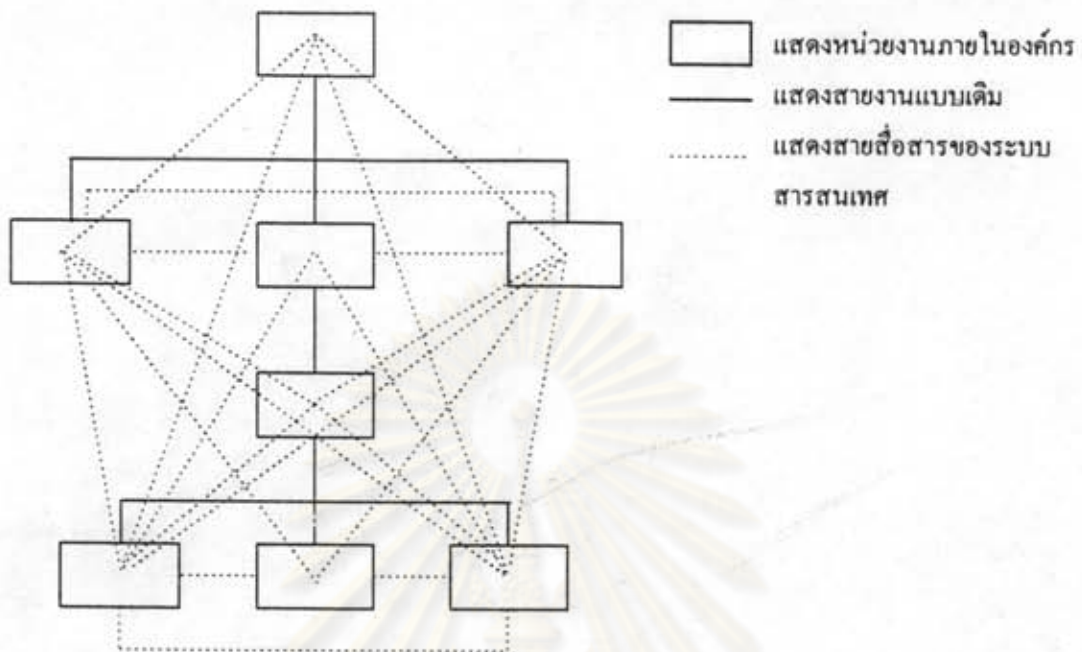 แสดงหน่วยงานภายในองค์กร
แสดงสายงานแบบเดิม
แสดงสายสื่อสารของระบบ
สารสนเทศ